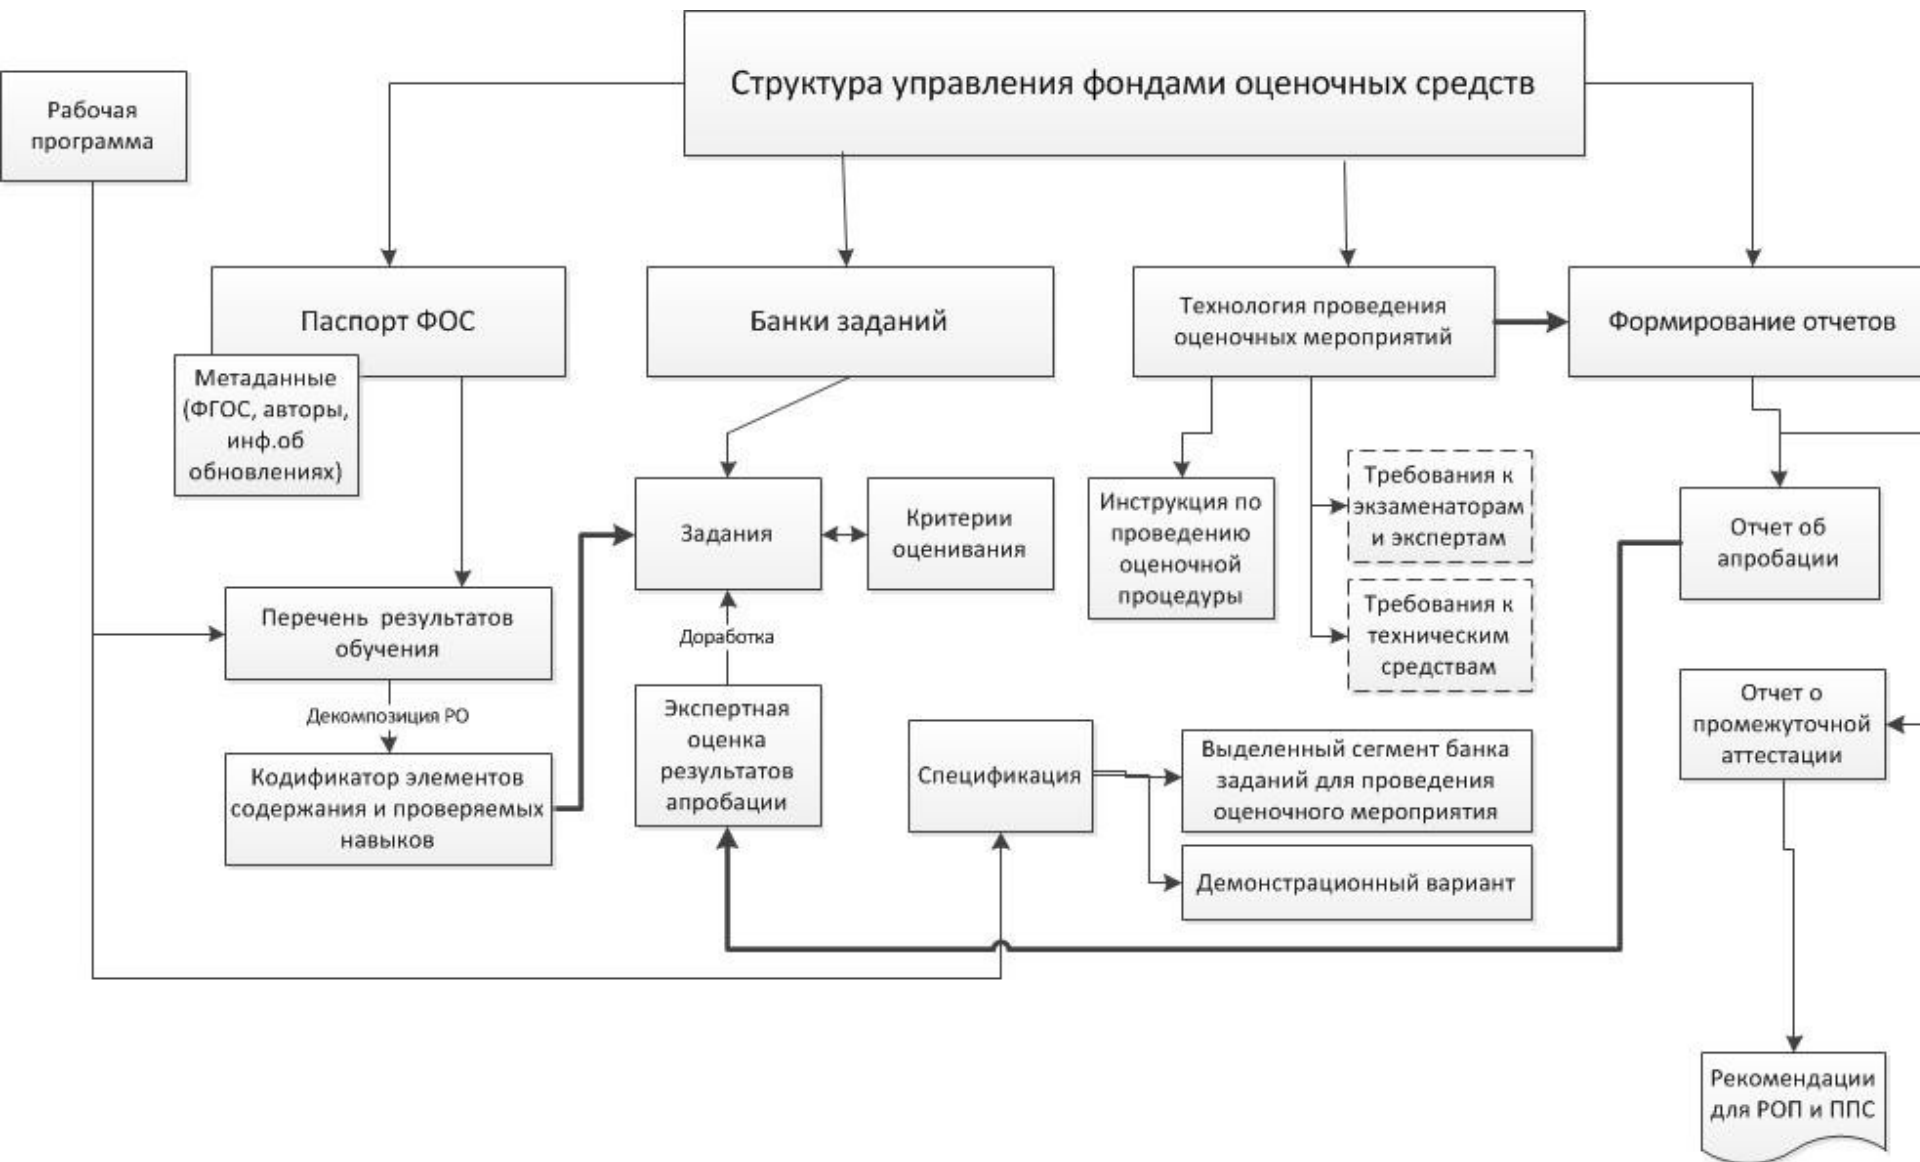 Структура управления фондами оценочных средств
Рабочая
программа
Паспорт ФОС
Банки заданий
Технология проведения
оценочных мероприятий
Формирование отчетов
Метаданные
(ФГОС, авторы,
инф.об
обновлениях)
Задания
Критерии
оценивания
Инструкция по
проведению
оценочной
процедуры
Требования к
экзаменаторам
и экспертам
Отчет об
апробации
Перечень результатов
обучения
Доработка
Требования к
техническим
средствам
Декомпозиция РО
Кодификатор элементов
содержания и проверяемых
навыков
Экспертная
оценка
результатов
апробации
Спецификация
Выделенный сегмент банка
заданий для проведения
оценочного мероприятия
Отчет о
промежуточной
аттестации
Демонстрационный вариант
Рекомендации
для РОП и ППС